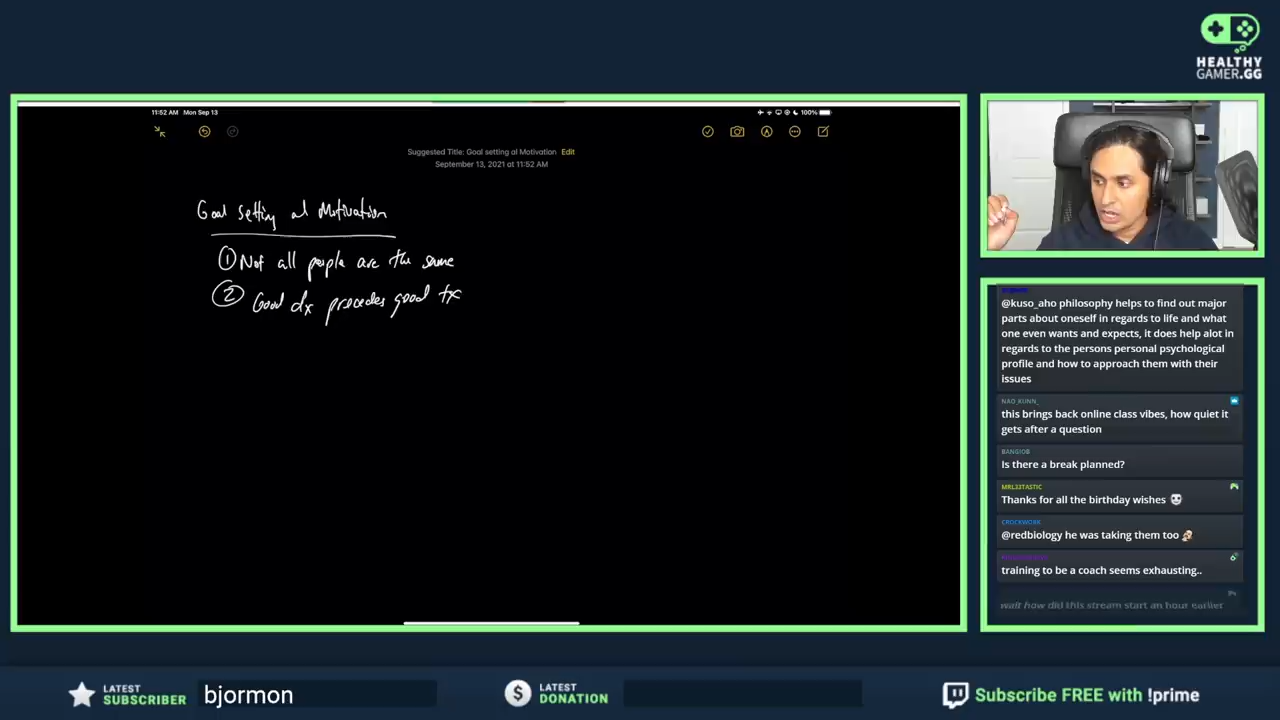 HEALTHY
GAMER.GG
11:52 AM Mon Sep 13
100%
Suggested Title: Goal setting al Motivation Edit
September 13, 2021 at 11:52 AM
Goal setting al Motivation
① Not all people are the same
② Good dx precedes good tx
@kuso_aho philosophy helps to find out major
parts about oneself in regards to life and what
one even wants and expects, it does help alot in
regards to the persons personal psychological
profile and how to approach them with their
issues
NAO_KUNN_
this brings back online class vibes, how quiet it
gets after a question
BANGIOB
Is there a break planned?
MRL33TASTIC
Thanks for all the birthday wishes
CROCKWORK
@redbiology he was taking them too
training to be a coach seems exhausting..
wait how did this stream start an hour earlier
LATEST
SUBSCRIBER
bjormon
LATEST
DONATION
Subscribe FREE with !prime